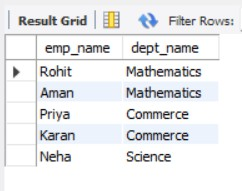 Result Grid Filter Rows:
emp_name dept_name
Rohit Mathematics
Aman Mathematics
Priya Commerce
Karan Commerce
Neha Science